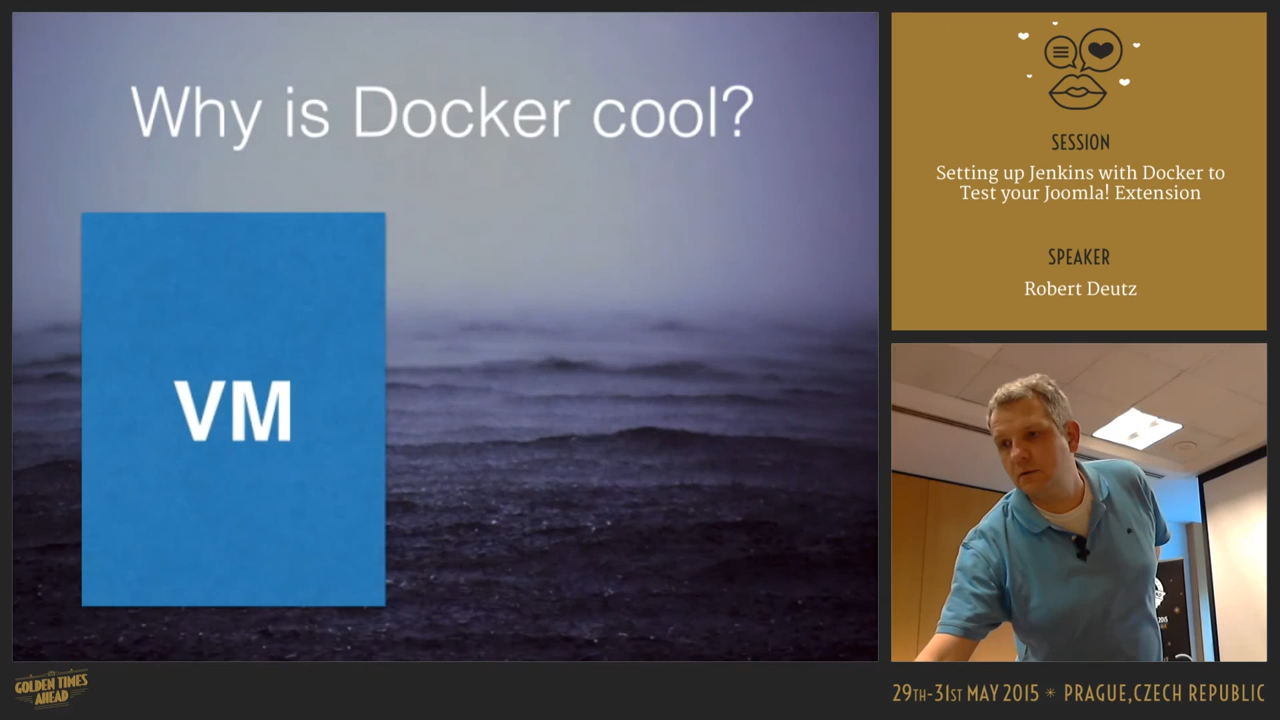 Why is Docker cool?
VM
SESSION
Setting up Jenkins with Docker to
Test your Joomla! Extension
SPEAKER
Robert Deutz
GOLDEN TIMES
AHEAD
29TH-31ST MAY 2015 * PRAGUE,CZECH REPUBLIC